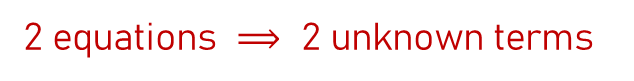 2 equations ⟹ 2 unknown terms